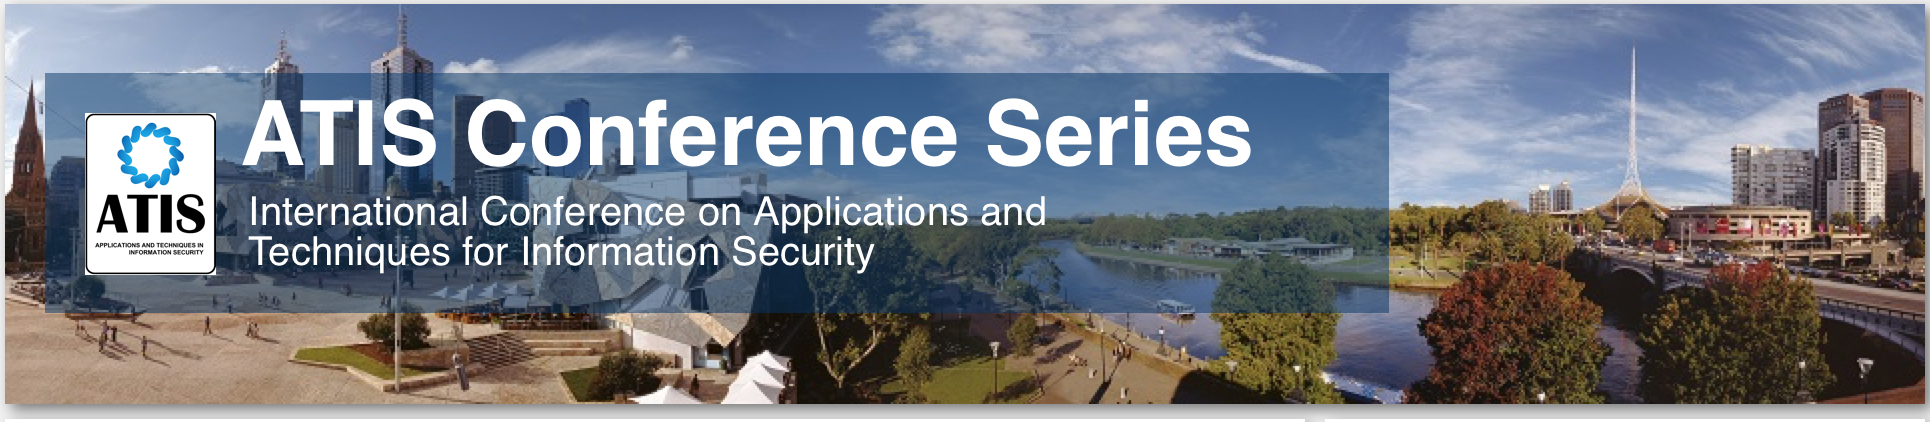 ATIS Conference Series
International Conference on Applications and
Techniques for Information Security
ATIS
APPLICATIONS AND TECHNIQUES IN
INFORMATION SECURITY